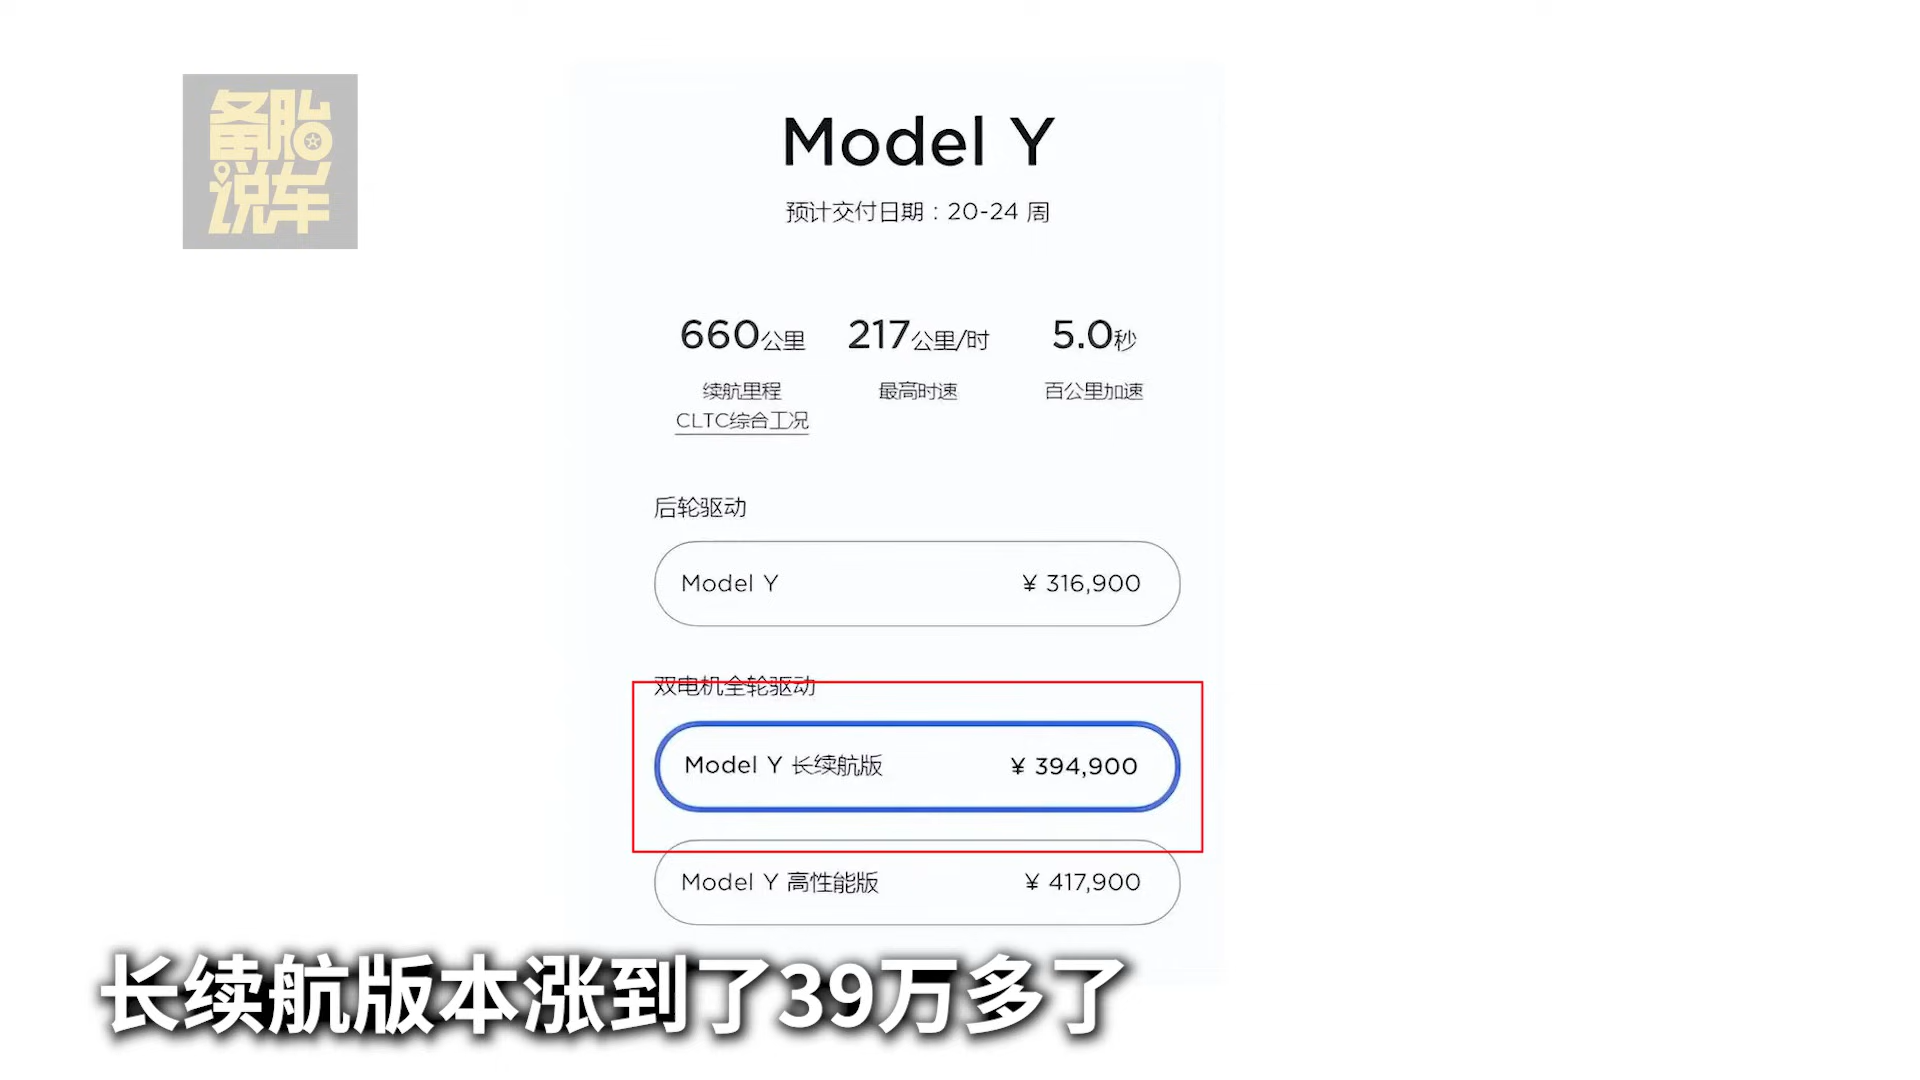 备胎
说车
Model Y
预计交付日期：20-24 周
660公里 217公里/时 5.0秒
续航里程 最高时速 百公里加速
CLTC综合工况
后轮驱动
Model Y ¥ 316,900
双电机全轮驱动
Model Y 长续航版 ¥ 394,900
Model Y 高性能版 ¥ 417,900
长续航版本涨到了39万多了